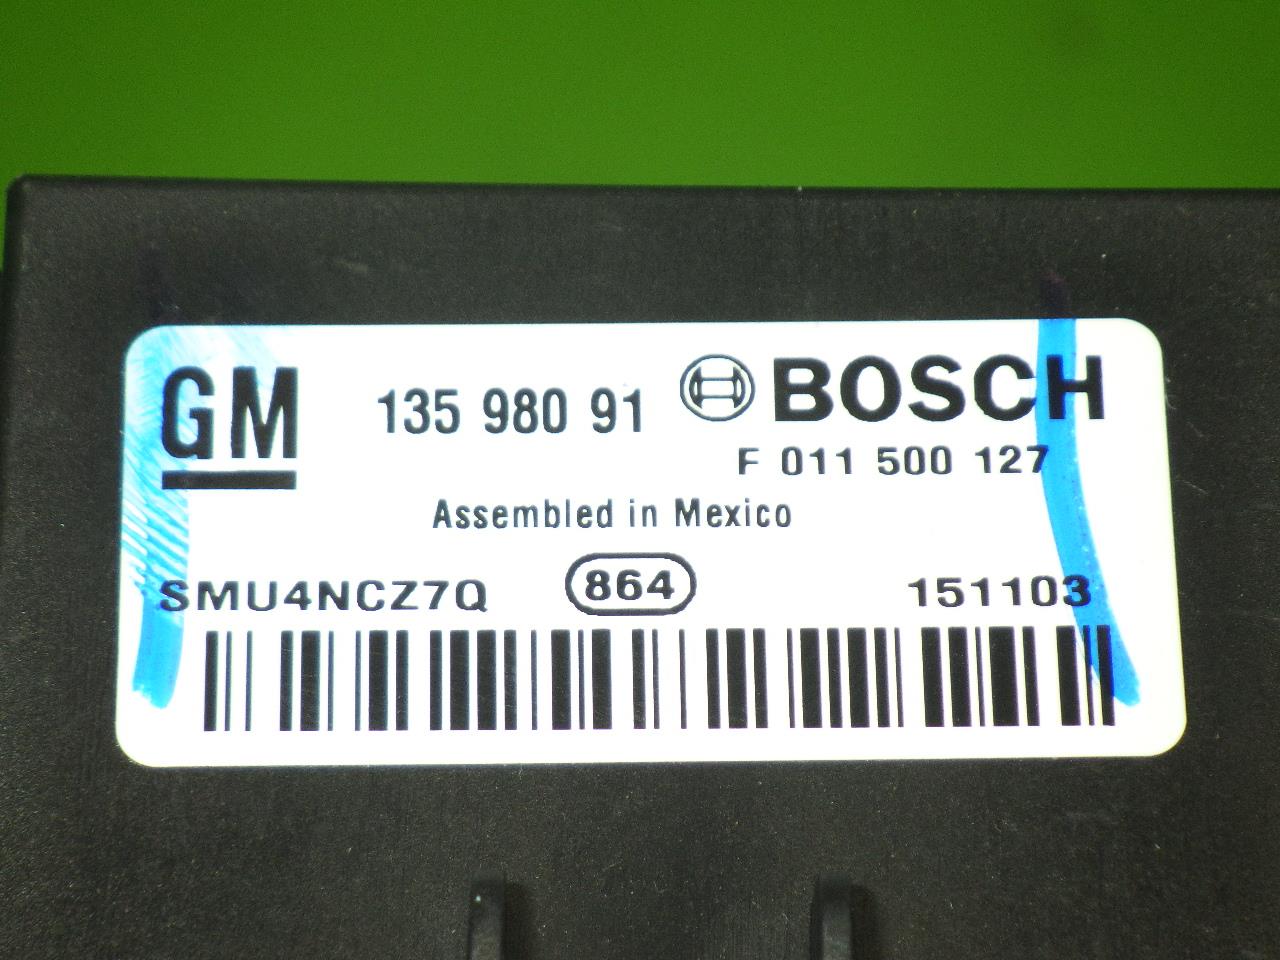 GM 135 980 91 BOSCH
F 011 500 127
Assembled in Mexico
SMU4NCZ7Q 864 151103